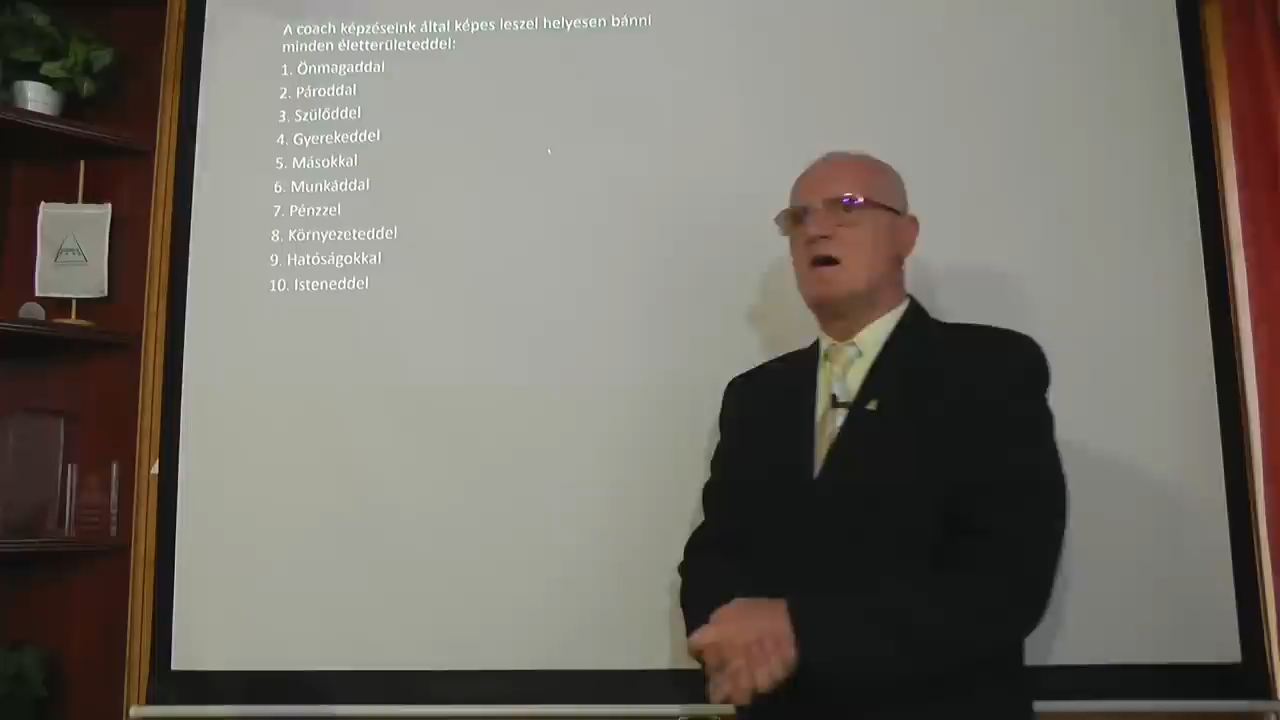 A coach képzéseink által képes leszel helyesen bánni
minden életterületeddel:
1. Önmagaddal
2. Pároddal
3. Szülőddel
4. Gyerekeddel
5. Másokkal
6. Munkáddal
7. Pénzzel
8. Környezeteddel
9. Hatóságokkal
10. Isteneddel